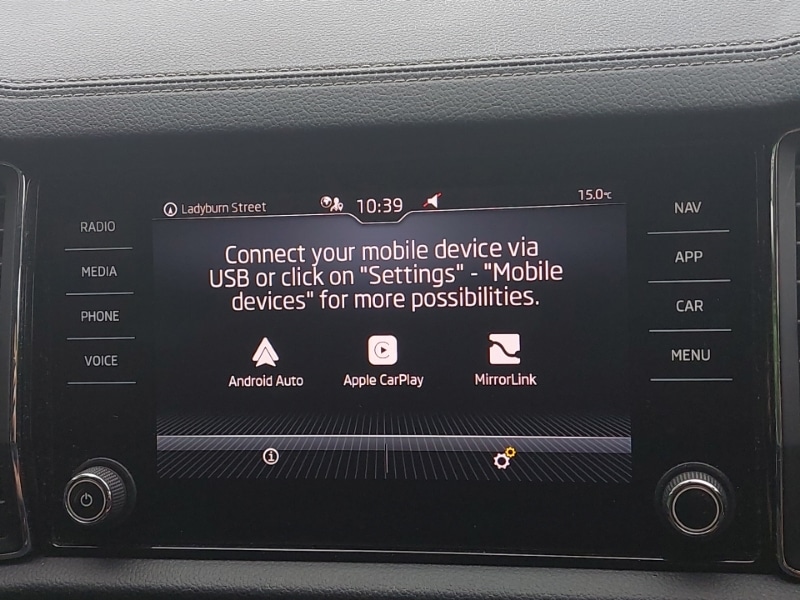 Ladyburn Street
10:39
15.0°C
Connect your mobile device via
USB or click on "Settings" - "Mobile
devices" for more possibilities.
Android Auto
Apple CarPlay
MirrorLink
RADIO
MEDIA
PHONE
VOICE
NAV
APP
CAR
MENU